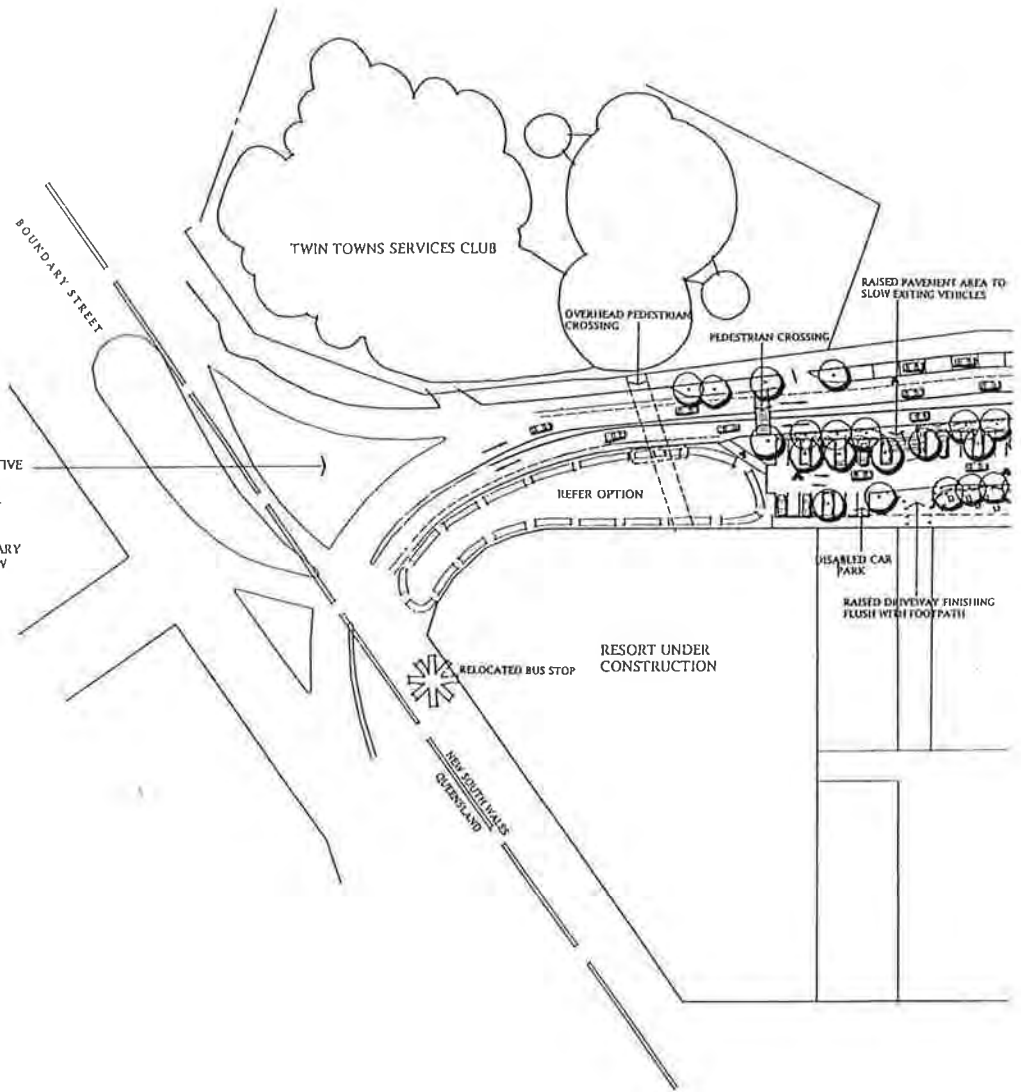 BOUNDARY STREET
TWIN TOWNS SERVICES CLUB
OVERHEAD PEDESTRIAN
CROSSING
PEDESTRIAN CROSSING
RAISED PAVEMENT AREA TO
SLOW EXITING VEHICLES
TIVE
ARY
W
REFER OPTION
DISABLED CAR
PARK
RAISED DRIVEWAY FINISHING
FLUSH WITH FOOTPATH
RESORT UNDER
CONSTRUCTION
RELOCATED BUS STOP
NEW SOUTH WALES
QUEENSLAND